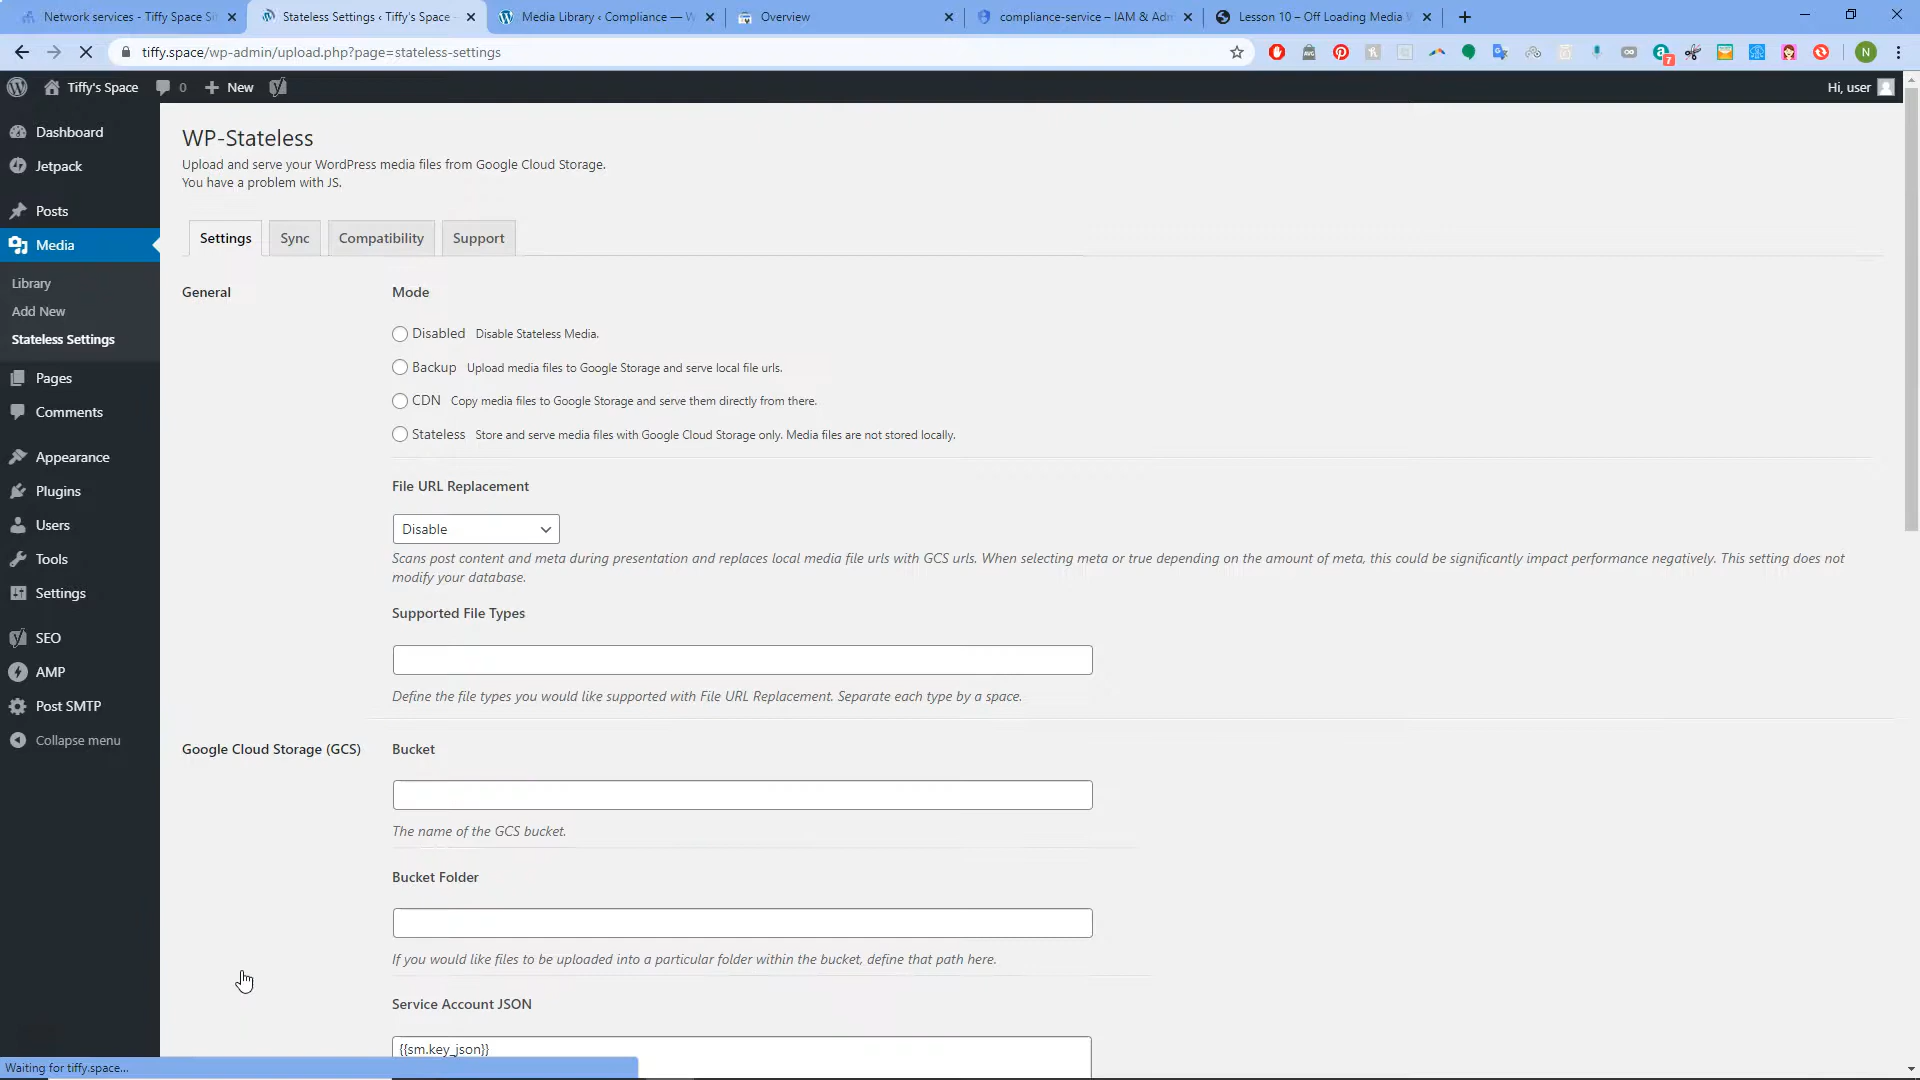 Network services - Tiffy Space Si
Stateless Settings ‹ Tiffy's Space –
Media Library ‹ Compliance — W
Overview
compliance-service – IAM & Adm
Lesson 10 – Off Loading Media
tiffy.space/wp-admin/upload.php?page=stateless-settings
7
N
Tiffy's Space
0
New
Hi, user
Dashboard
Jetpack
Posts
Media
Library
Add New
Stateless Settings
Pages
Comments
Appearance
Plugins
Users
Tools
Settings
SEO
AMP
Post SMTP
Collapse menu
WP-Stateless
Upload and serve your WordPress media files from Google Cloud Storage.
You have a problem with JS.
Settings
Sync
Compatibility
Support
General
Mode
Disabled Disable Stateless Media.
Backup Upload media files to Google Storage and serve local file urls.
CDN Copy media files to Google Storage and serve them directly from there.
Stateless Store and serve media files with Google Cloud Storage only. Media files are not stored locally.
File URL Replacement
Disable
Scans post content and meta during presentation and replaces local media file urls with GCS urls. When selecting meta or true depending on the amount of meta, this could be significantly impact performance negatively. This setting does not
modify your database.
Supported File Types
Define the file types you would like supported with File URL Replacement. Separate each type by a space.
Google Cloud Storage (GCS)
Bucket
The name of the GCS bucket.
Bucket Folder
If you would like files to be uploaded into a particular folder within the bucket, define that path here.
Service Account JSON
{{sm.key_json}}
Waiting for tiffy.space...